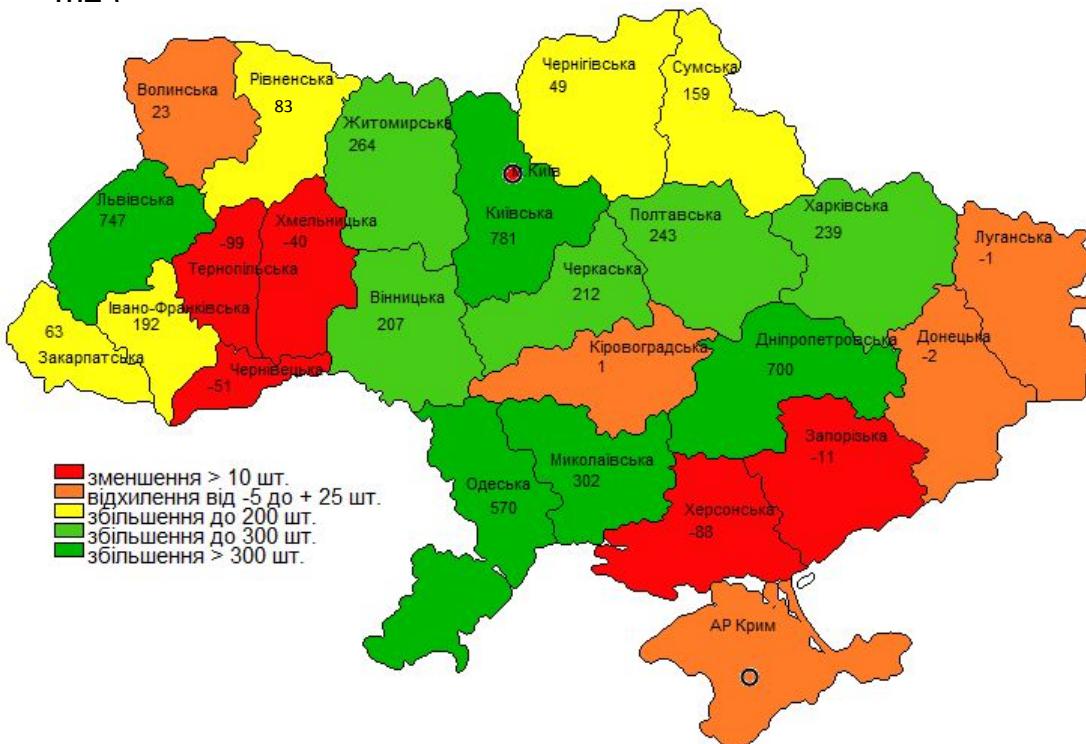 Волинська
23
Рівненська
83
Житомирська
264
Чернігівська
49
Сумська
159
м.Київ
Київська
781
Львівська
747
-99
Тернопільська
Хмельницька
-40
Вінницька
207
Черкаська
212
Полтавська
243
Харківська
239
Луганська
-1
Івано-Франківська
192
63
Закарпатська
Чернівецька
-51
Кіровоградська
1
Дніпропетровська
700
Донецька
-2
Запорізька
-11
Миколаївська
302
Одеська
570
Херсонська
-88
АР Крим
зменшення > 10 шт.
відхилення від -5 до + 25 шт.
збільшення до 200 шт.
збільшення до 300 шт.
збільшення > 300 шт.